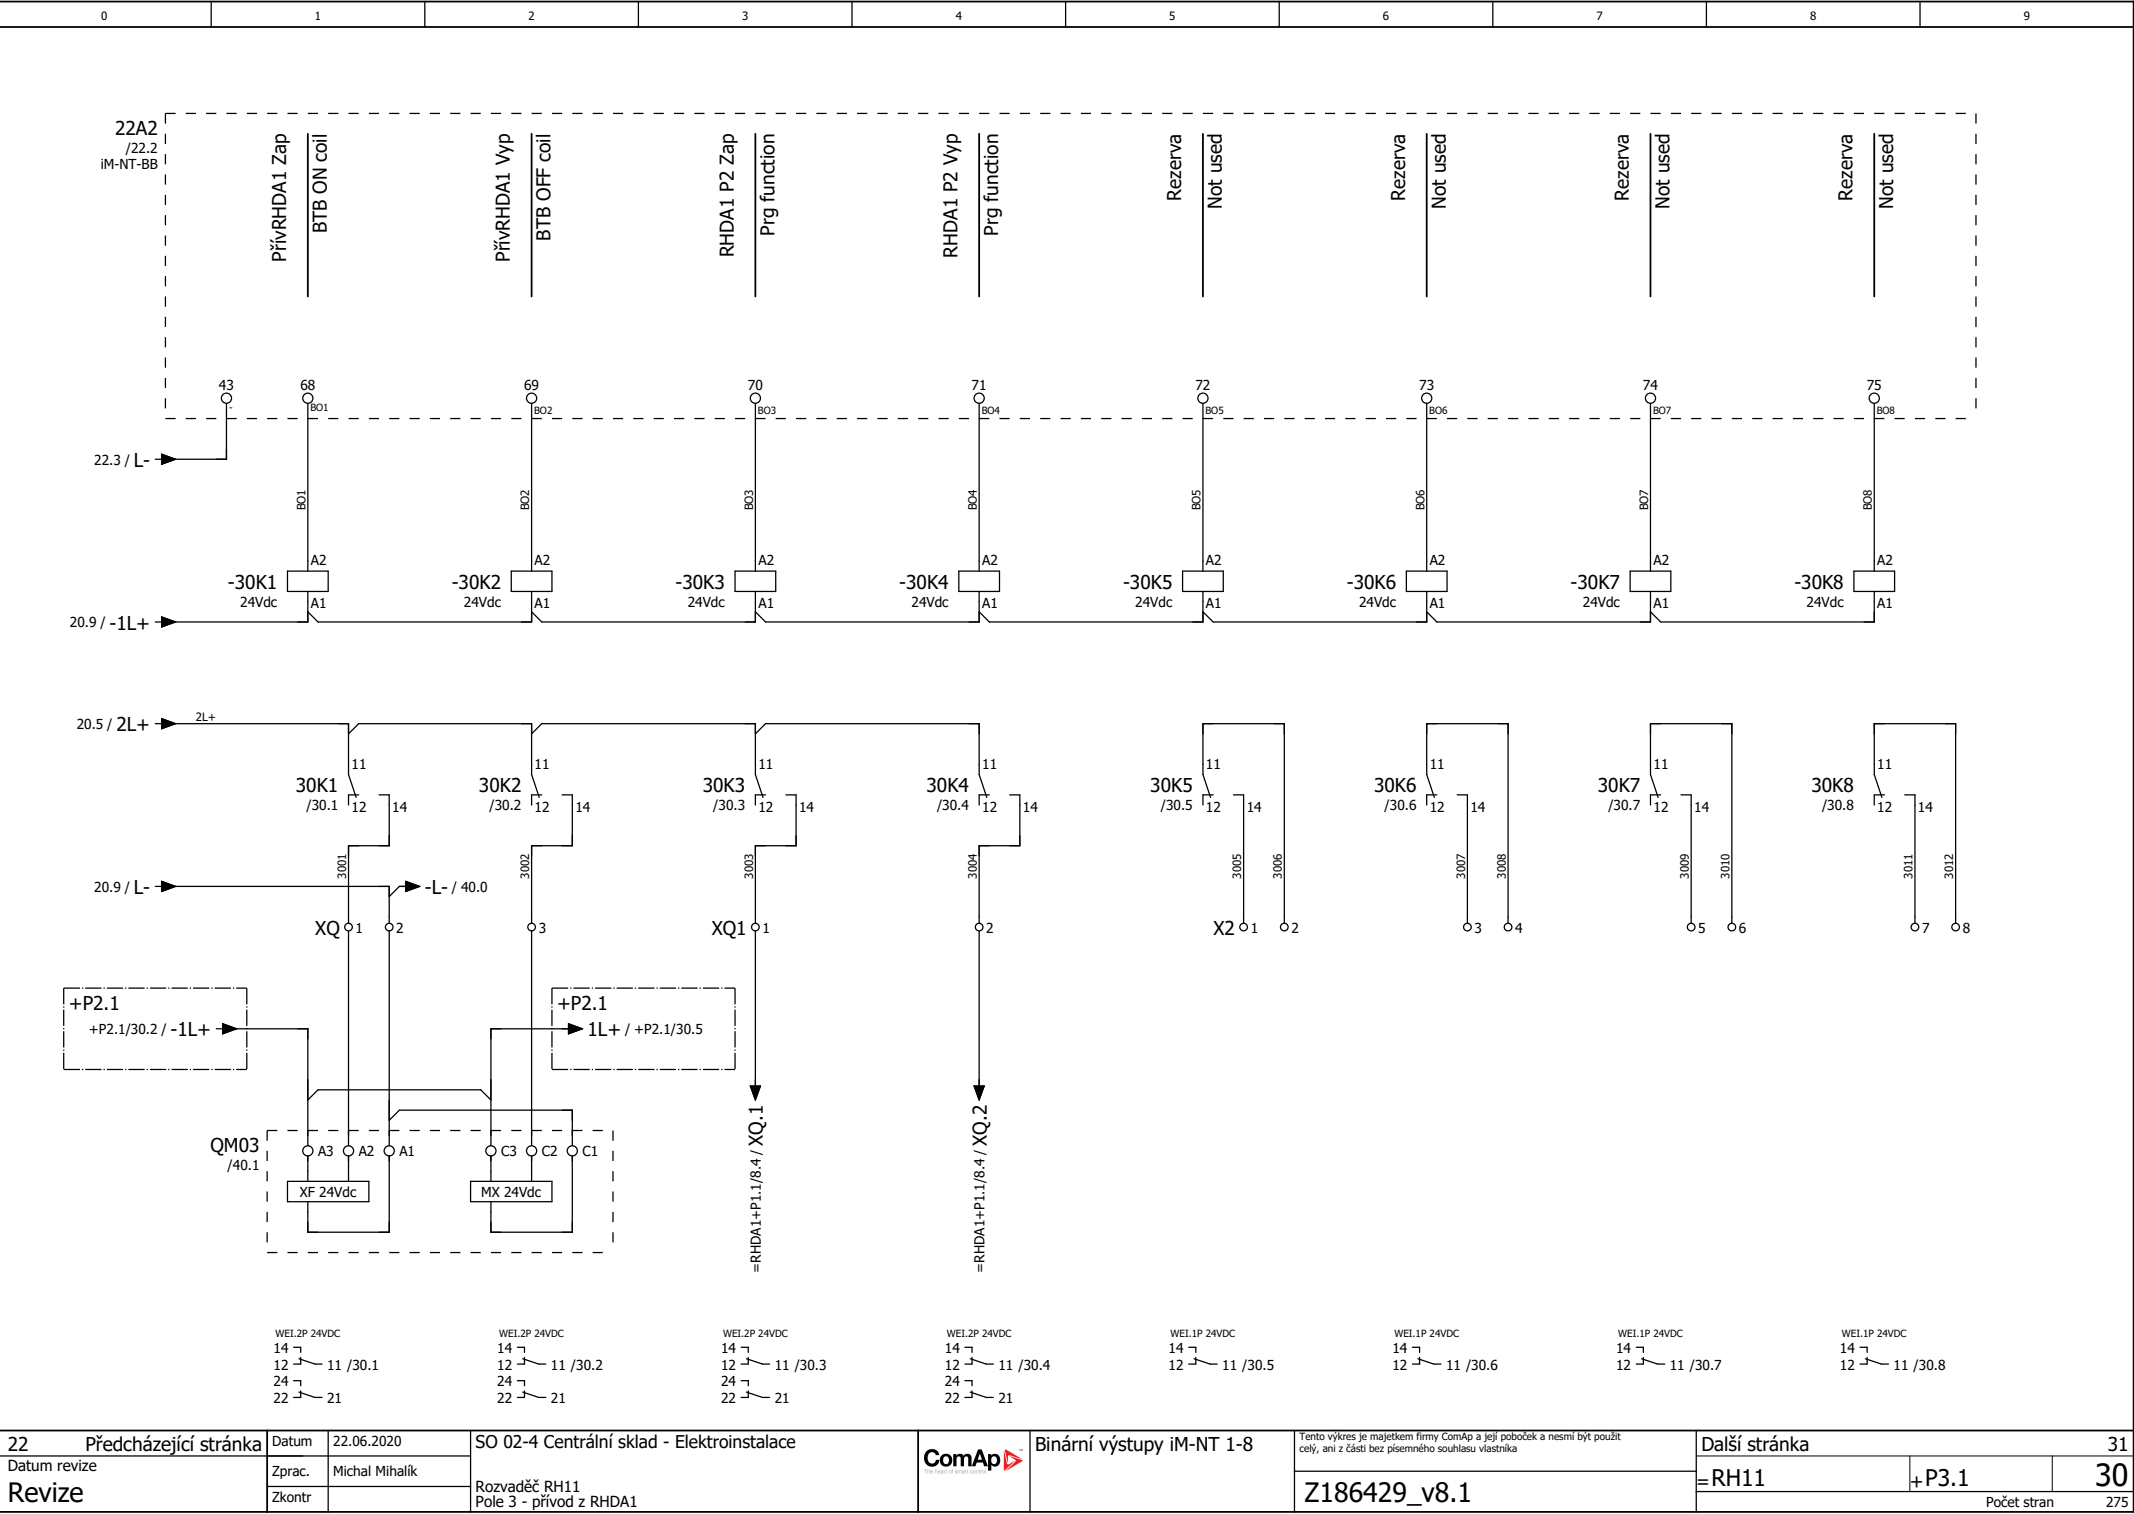 0 1 2 3 4 5 6 7 8 9
22A2
/22.2
iM-NT-BB
PřívRHDA1 Zap
BTB ON coil
PřívRHDA1 Vyp
BTB OFF coil
RHDA1 P2 Zap
Prg function
RHDA1 P2 Vyp
Prg function
Rezerva
Not used
Rezerva
Not used
Rezerva
Not used
Rezerva
Not used
43 68 69 70 71 72 73 74 75
- BO1 BO2 BO3 BO4 BO5 BO6 BO7 BO8
22.3 / L-
BO1 BO2 BO3 BO4 BO5 BO6 BO7 BO8
A2 A2 A2 A2 A2 A2 A2 A2
-30K1 -30K2 -30K3 -30K4 -30K5 -30K6 -30K7 -30K8
24Vdc 24Vdc 24Vdc 24Vdc 24Vdc 24Vdc 24Vdc 24Vdc
A1 A1 A1 A1 A1 A1 A1 A1
20.9 / -1L+
20.5 / 2L+ 2L+
11 11 11 11 11 11 11 11
30K1 30K2 30K3 30K4 30K5 30K6 30K7 30K8
/30.1 12 14 /30.2 12 14 /30.3 12 14 /30.4 12 14 /30.5 12 14 /30.6 12 14 /30.7 12 14 /30.8 12 14
3001 3002 3003 3004 3005 3006 3007 3008 3009 3010 3011 3012
20.9 / L- -L- / 40.0
XQ 1 2 3 XQ1 1 2 X2 1 2 3 4 5 6 7 8
+P2.1 +P2.1
+P2.1/30.2 / -1L+ 1L+ / +P2.1/30.5
=RHDA1+P1.1/8.4 / XQ.1
=RHDA1+P1.1/8.4 / XQ.2
QM03
/40.1
A3 A2 A1 C3 C2 C1
XF 24Vdc MX 24Vdc
WEI.2P 24VDC WEI.2P 24VDC WEI.2P 24VDC WEI.2P 24VDC WEI.1P 24VDC WEI.1P 24VDC WEI.1P 24VDC WEI.1P 24VDC
14 14 14 14 14 14 14 14
12 11 /30.1 12 11 /30.2 12 11 /30.3 12 11 /30.4 12 11 /30.5 12 11 /30.6 12 11 /30.7 12 11 /30.8
24 24 24 24
22 21 22 21 22 21 22 21
22 Předcházející stránka
Datum revize
Revize
Datum 22.06.2020
Zprac. Michal Mihalík
Zkontr
SO 02-4 Centrální sklad - Elektroinstalace
Rozvaděč RH11
Pole 3 - přívod z RHDA1
ComAp
The heart of smart control
Binární výstupy iM-NT 1-8
Tento výkres je majetkem firmy ComAp a její poboček a nesmí být použit
celý, ani z části bez písemného souhlasu vlastníka
Z186429_v8.1
Další stránka 31
=RH11 +P3.1 30
Počet stran 275